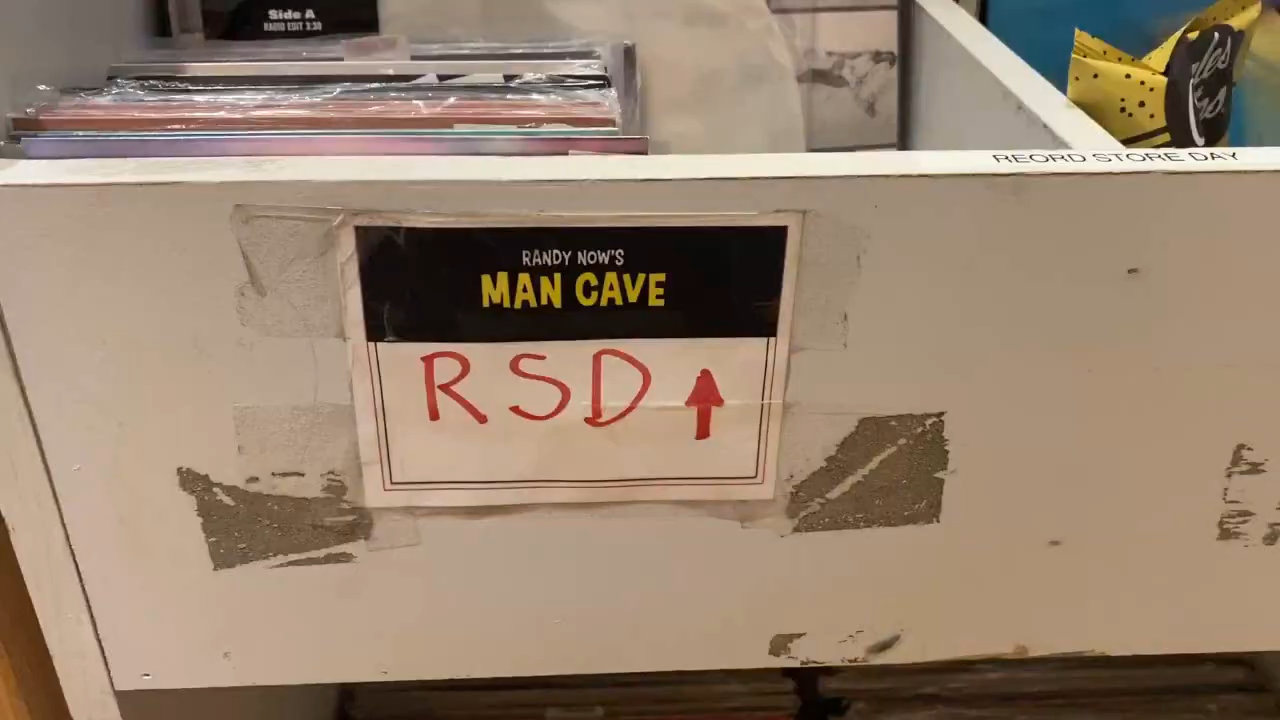 Side A
RADIO EDIT 3:30
REORD STORE DAY
RANDY NOW'S
MAN CAVE
RSD